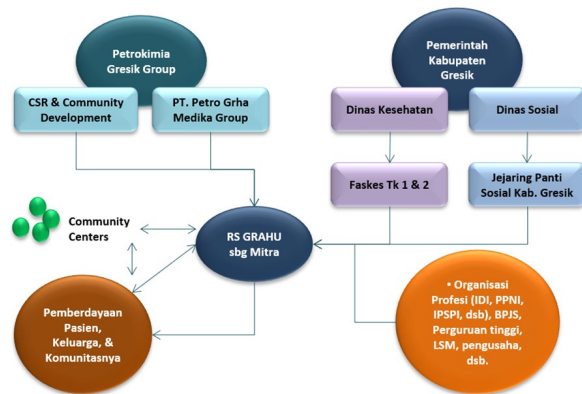 Petrokimia
Gresik Group
CSR & Community
Development
PT. Petro Grha
Medika Group
Pemerintah
Kabupaten
Gresik
Dinas Kesehatan
Dinas Sosial
Faskes Tk 1 & 2
Jejaring Panti
Sosial Kab. Gresik
Community
Centers
RS GRAHU
sbg Mitra
Pemberdayaan
Pasien,
Keluarga, &
Komunitasnya
• Organisasi
Profesi (IDI, PPNI,
IPSPI, dsb), BPJS,
Perguruan tinggi,
LSM, pengusaha,
dsb.